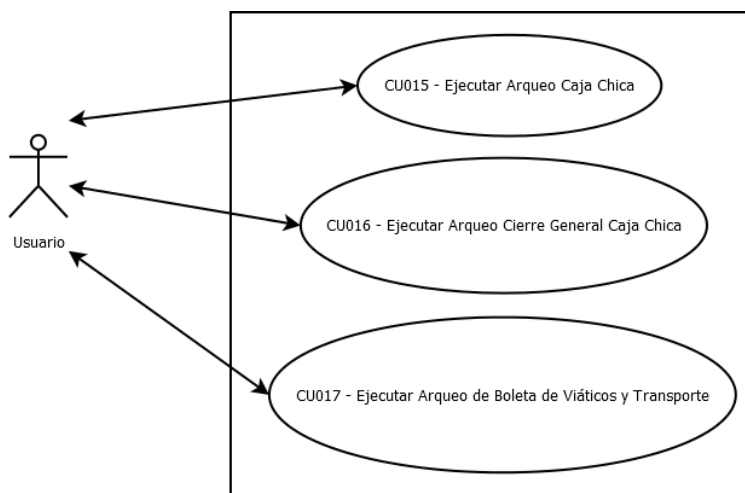 CU015 - Ejecutar Arqueo Caja Chica
CU016 - Ejecutar Arqueo Cierre General Caja Chica
Usuario
CU017 - Ejecutar Arqueo de Boleta de Viáticos y Transporte